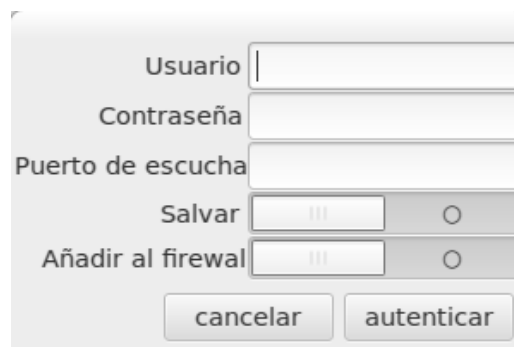 Usuario
Contraseña
Puerto de escucha
Salvar
Añadir al firewal
cancelar autenticar